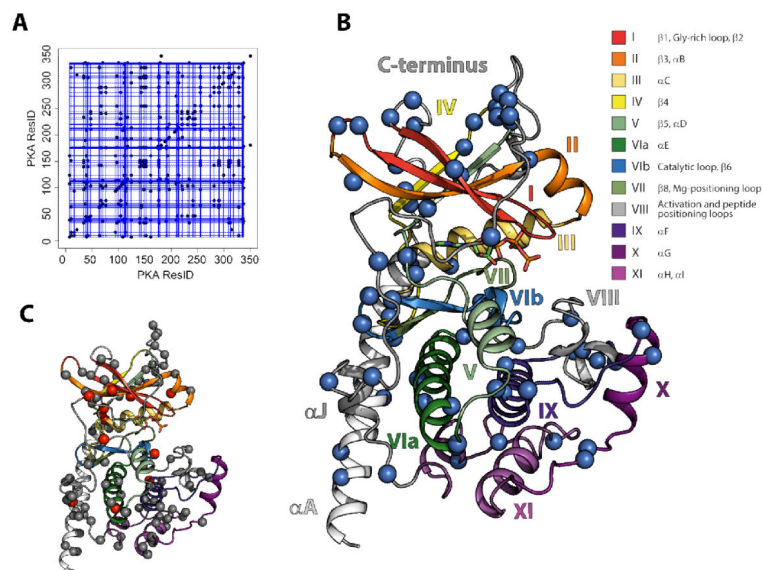 A
PKA ResID
0 50 100 150 200 250 300 350
0 50 100 150 200 250 300 350
PKA ResID
B
C-terminus
IV
II
I
III
VII
VIb
VIII
V
X
IX
αJ
VIa
XI
αA
I β1, Gly-rich loop, β2
II β3, αB
III αC
IV β4
V β5, αD
VIa αE
VIb Catalytic loop, β6
VII β8, Mg-positioning loop
VIII Activation and peptide
positioning loops
IX αF
X αG
XI αH, αI
C